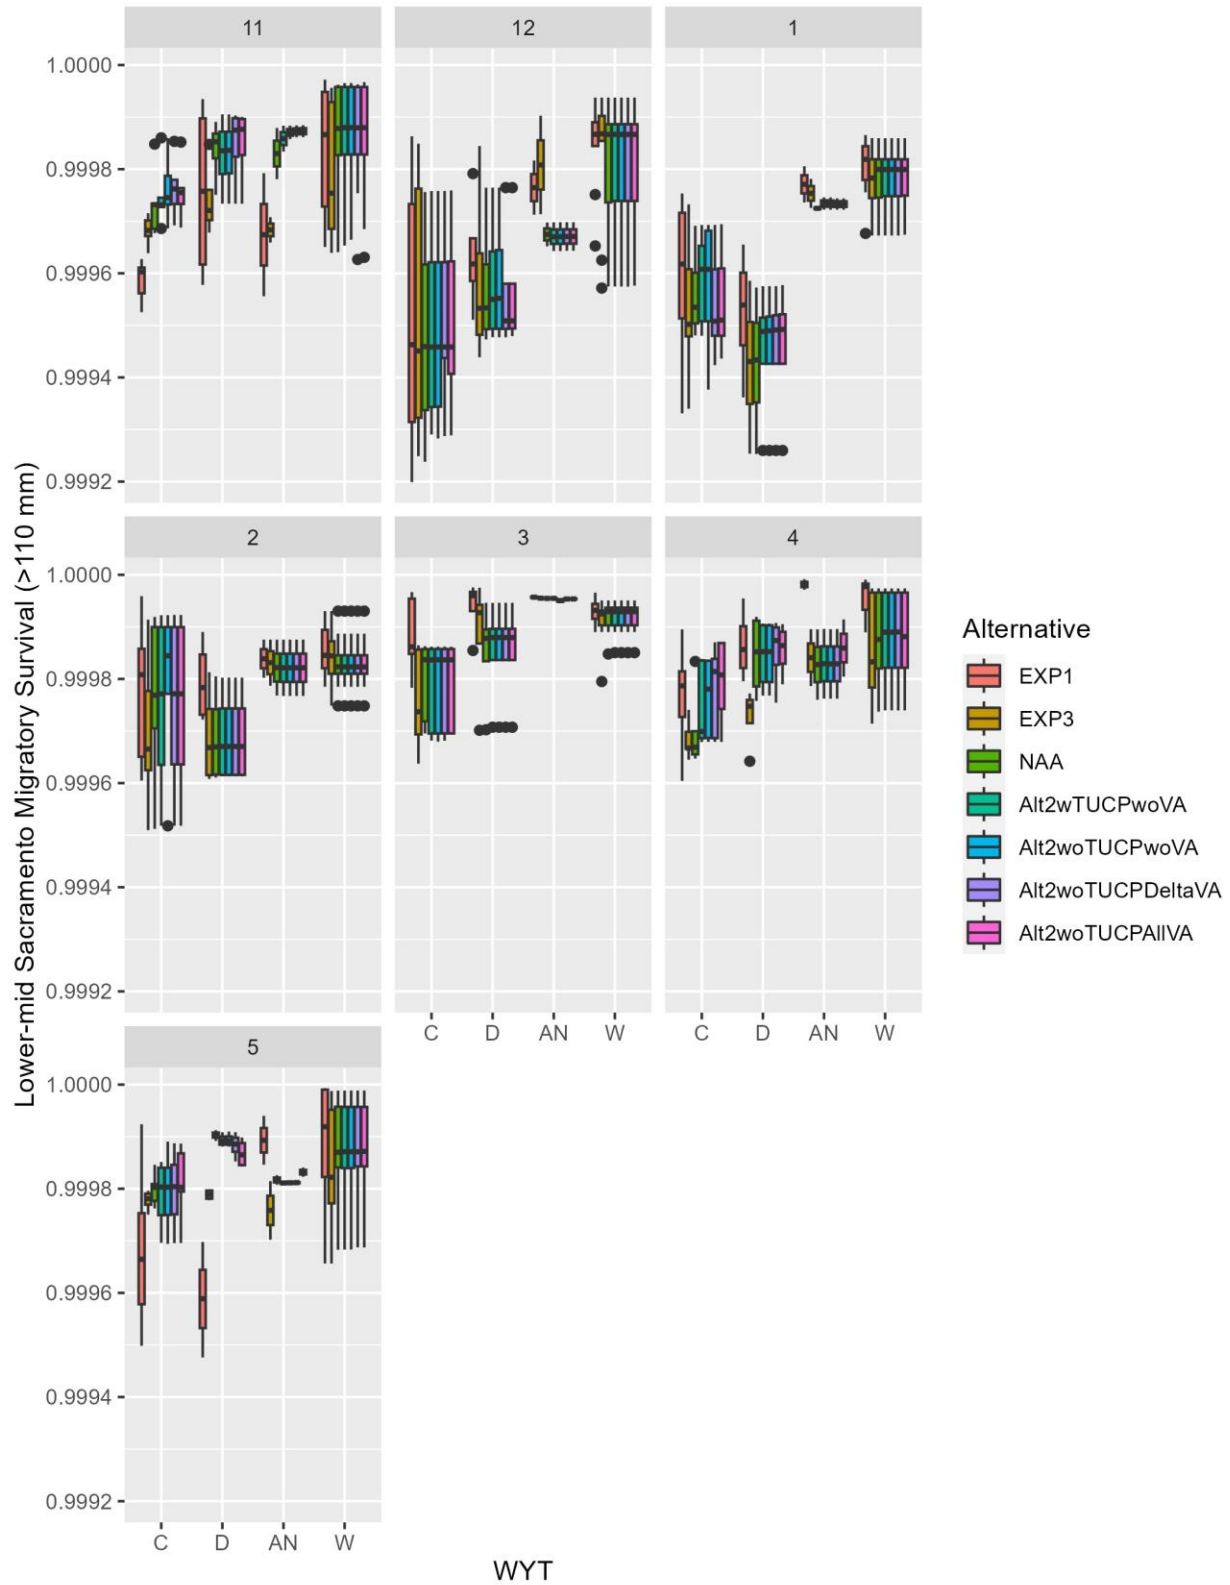 11
12
1
1.0000
0.9998
0.9996
0.9994
0.9992
2
3
4
1.0000
0.9998
0.9996
0.9994
0.9992
C D AN W
C D AN W
5
1.0000
0.9998
0.9996
0.9994
0.9992
C D AN W
WYT
Lower-mid Sacramento Migratory Survival (>110 mm)
Alternative
EXP1
EXP3
NAA
Alt2wTUCPwoVA
Alt2woTUCPwoVA
Alt2woTUCPDeltaVA
Alt2woTUCPAllVA